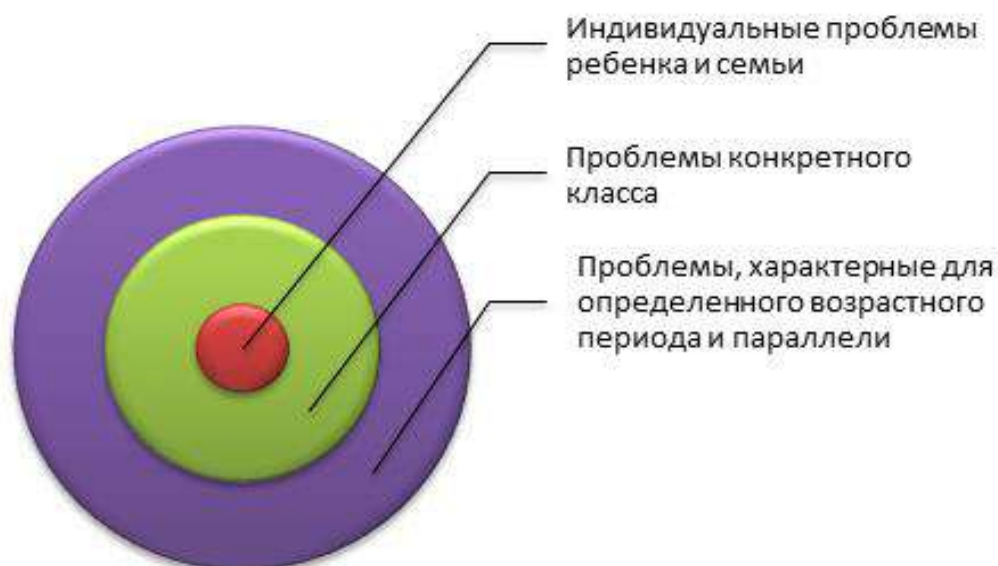 Индивидуальные проблемы
ребенка и семьи
Проблемы конкретного
класса
Проблемы, характерные для
определенного возрастного
периода и параллели